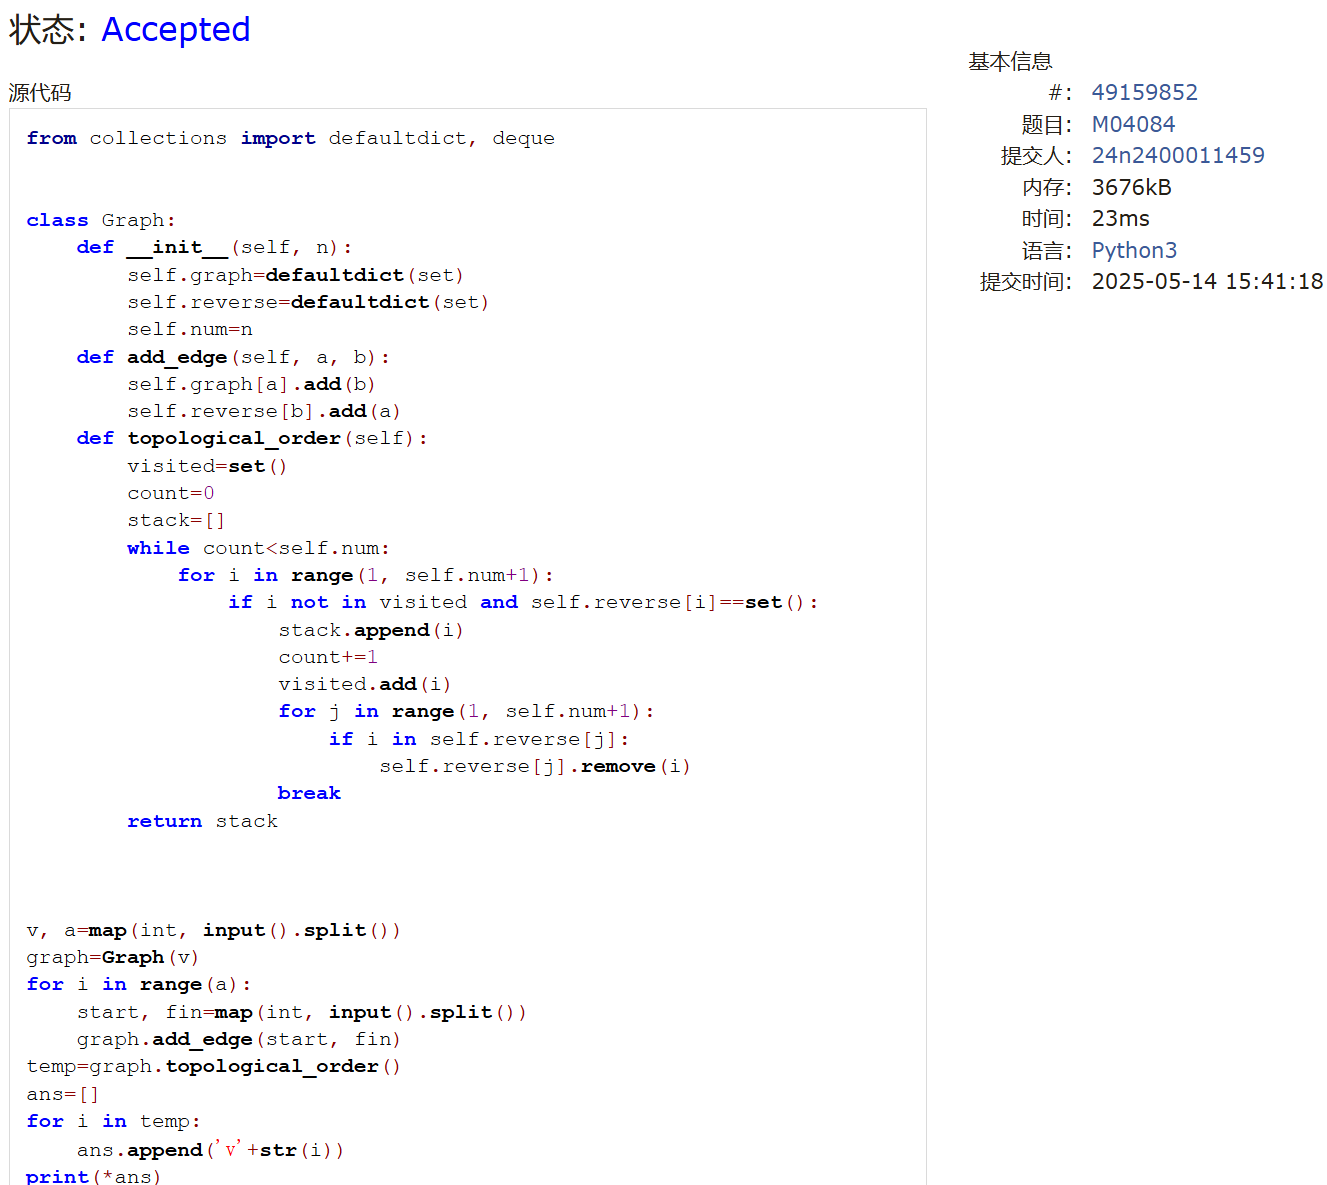 状态: Accepted
源代码
from collections import defaultdict, deque
class Graph:
    def __init__(self, n):
        self.graph=defaultdict(set)
        self.reverse=defaultdict(set)
        self.num=n
    def add_edge(self, a, b):
        self.graph[a].add(b)
        self.reverse[b].add(a)
    def topological_order(self):
        visited=set()
        count=0
        stack=[]
        while count<self.num:
            for i in range(1, self.num+1):
                if i not in visited and self.reverse[i]==set():
                    stack.append(i)
                    count+=1
                    visited.add(i)
                    for j in range(1, self.num+1):
                        if i in self.reverse[j]:
                            self.reverse[j].remove(i)
                    break
        return stack
v, a=map(int, input().split())
graph=Graph(v)
for i in range(a):
    start, fin=map(int, input().split())
    graph.add_edge(start, fin)
temp=graph.topological_order()
ans=[]
for i in temp:
    ans.append('v'+str(i))
print(*ans)
基本信息
#: 49159852
题目: M04084
提交人: 24n2400011459
内存: 3676kB
时间: 23ms
语言: Python3
提交时间: 2025-05-14 15:41:18